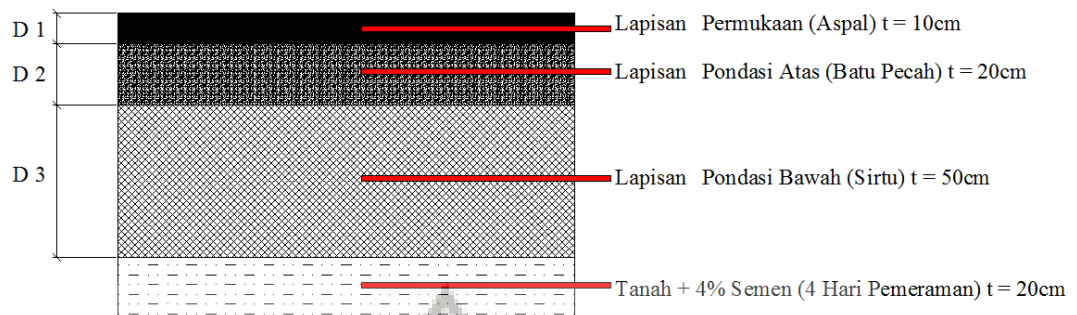 D 1
Lapisan Permukaan (Aspal) t = 10cm
D 2
Lapisan Pondasi Atas (Batu Pecah) t = 20cm
D 3
Lapisan Pondasi Bawah (Sirtu) t = 50cm
Tanah + 4% Semen (4 Hari Pemeraman) t = 20cm